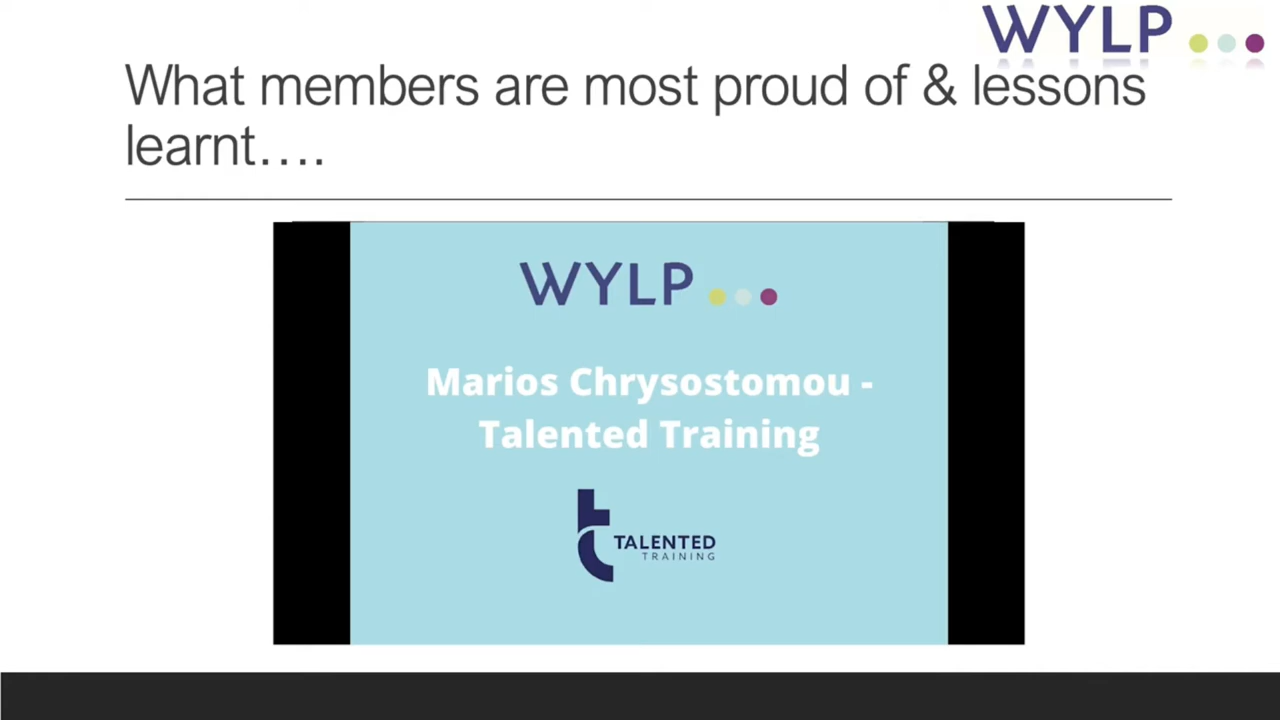 WYLP
What members are most proud of & lessons
learnt….
WYLP
Marios Chrysostomou -
Talented Training
TALENTED
TRAINING